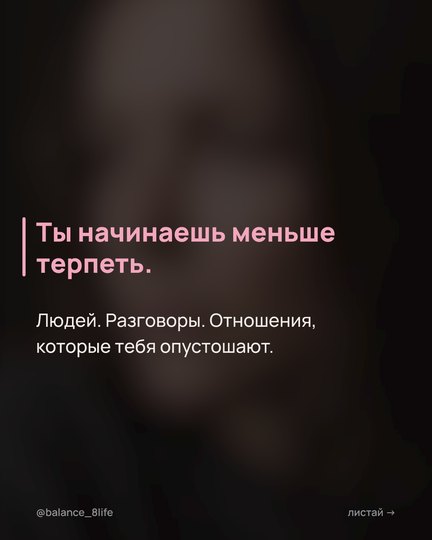 Ты начинаешь меньше
терпеть.
Людей. Разговоры. Отношения,
которые тебя опустошают.
@balance_8life
листай →